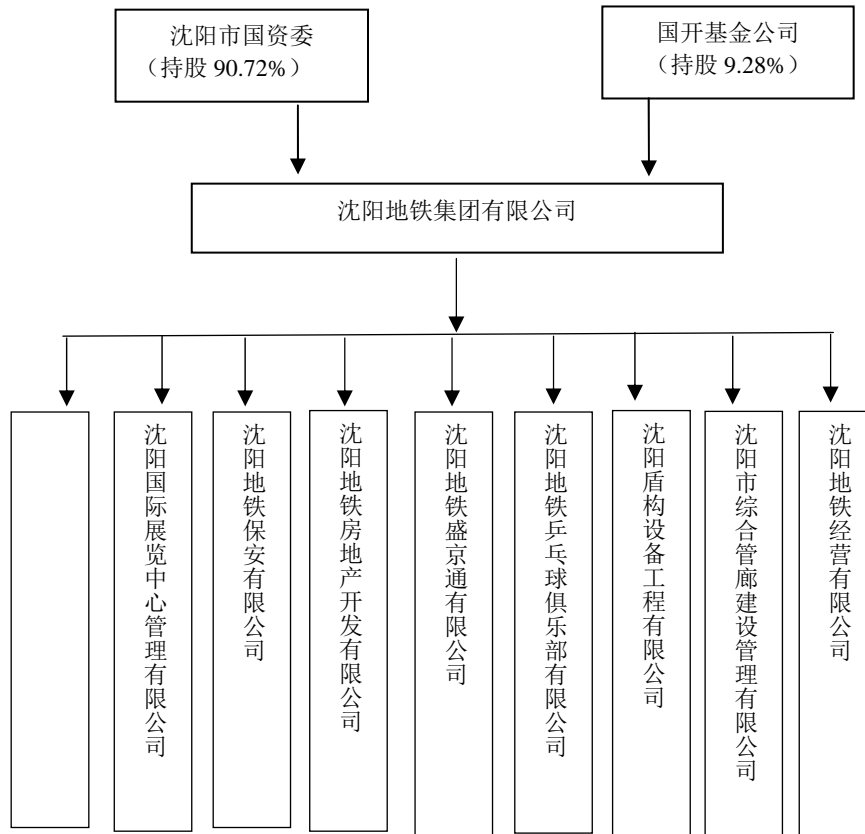 沈阳市国资委
（持股 90.72%）
国开基金公司
（持股 9.28%）
沈阳地铁集团有限公司
沈阳国际展览中心管理有限公司
沈阳地铁保安有限公司
沈阳地铁房地产开发有限公司
沈阳地铁盛京通有限公司
沈阳地铁乒乓球俱乐部有限公司
沈阳盾构设备工程有限公司
沈阳市综合管廊建设管理有限公司
沈阳地铁经营有限公司